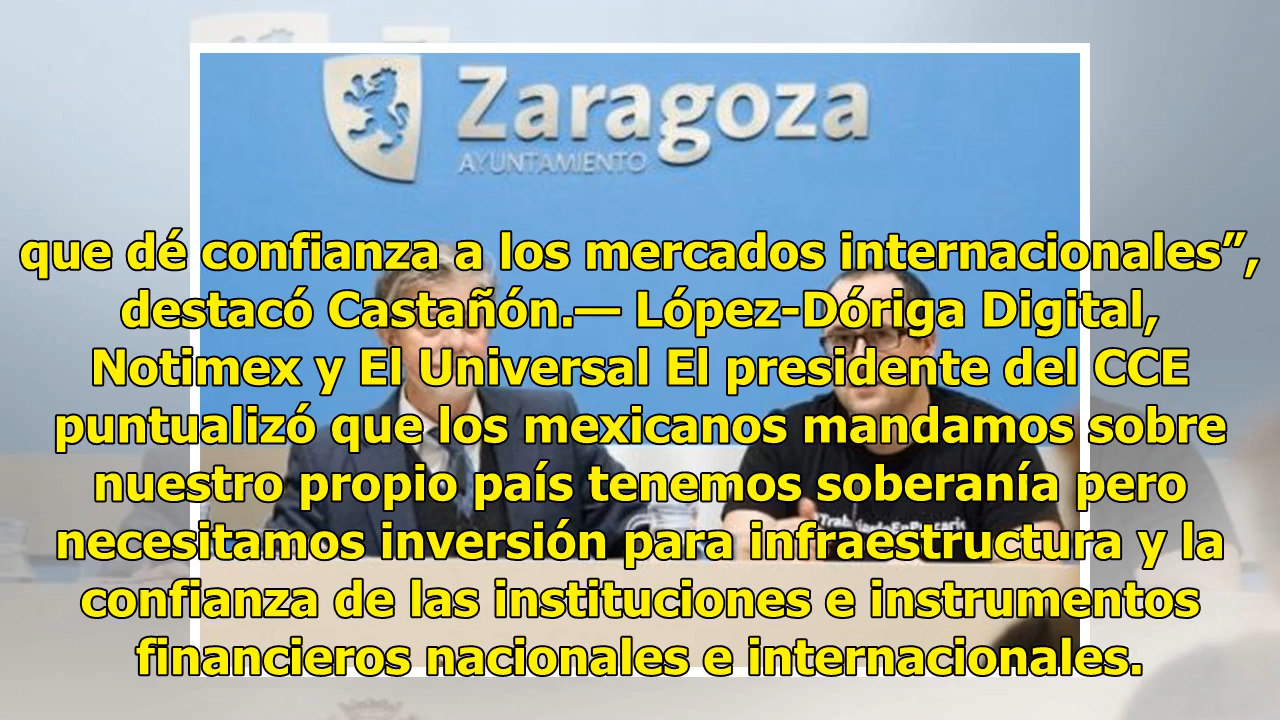 Zaragoza
AYUNTAMIENTO
que dé confianza a los mercados internacionales”,
destacó Castañón.— López-Dóriga Digital,
Notimex y El Universal El presidente del CCE
puntualizó que los mexicanos mandamos sobre
nuestro propio país tenemos soberanía pero
necesitamos inversión para infraestructura y la
confianza de las instituciones e instrumentos
financieros nacionales e internacionales.